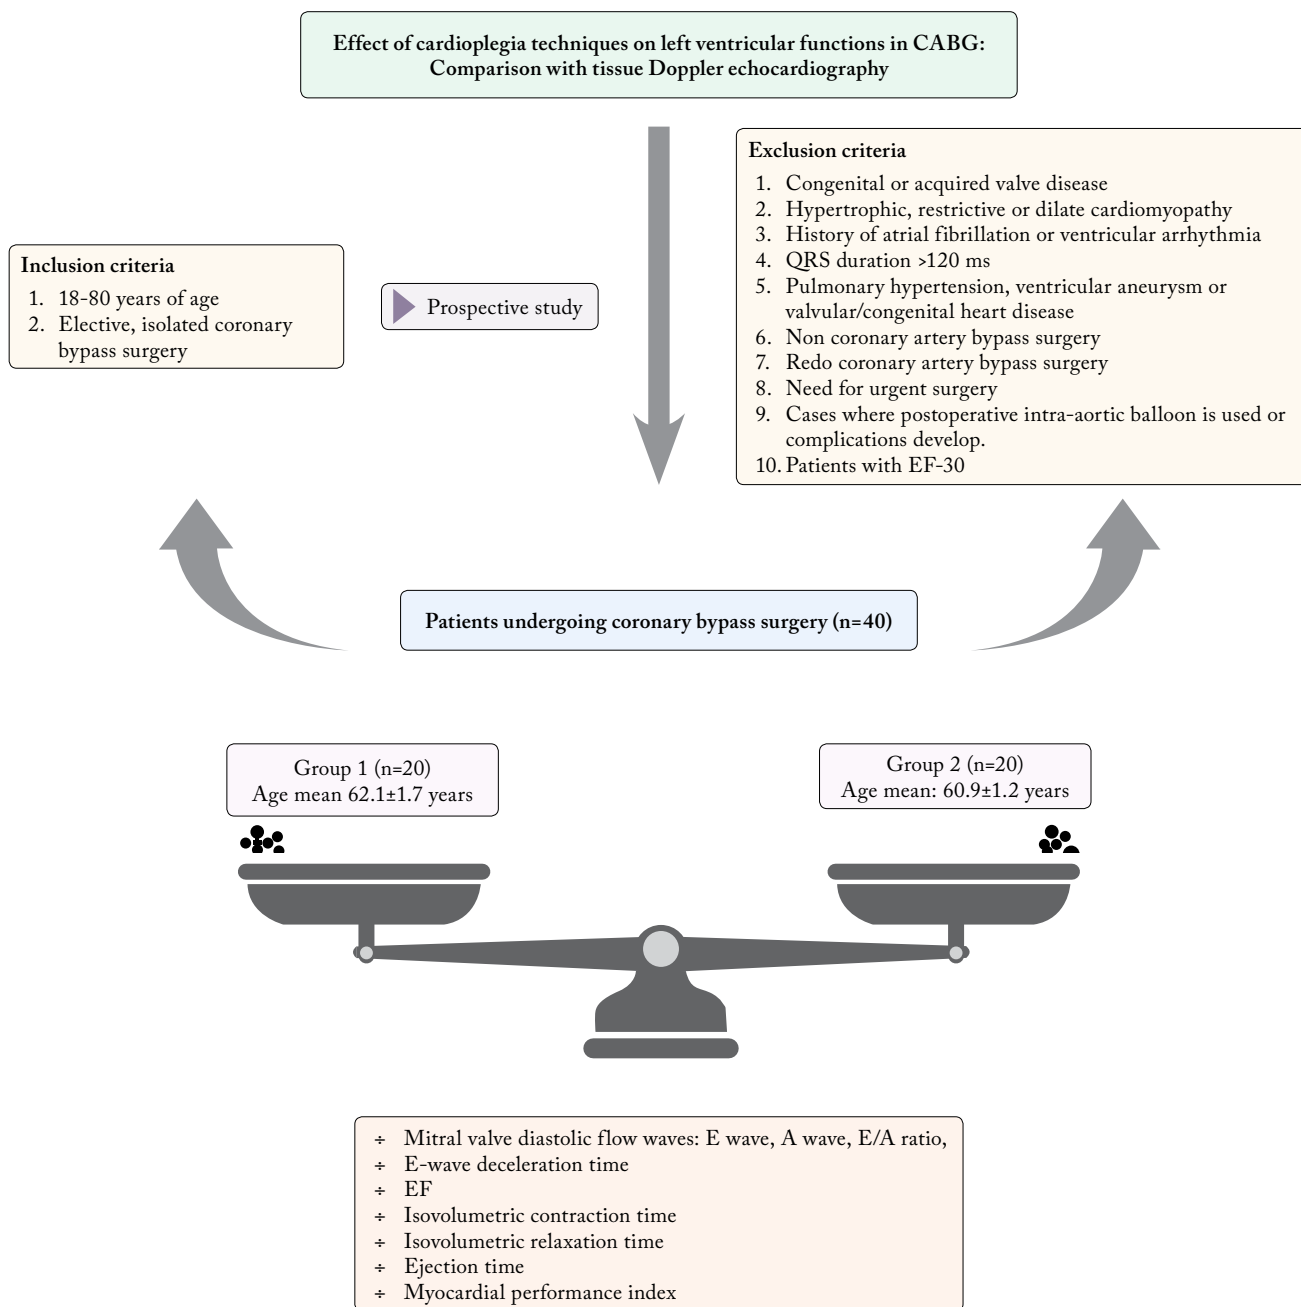 Effect of cardioplegia techniques on left ventricular functions in CABG:
Comparison with tissue Doppler echocardiography
Inclusion criteria
1. 18-80 years of age
2. Elective, isolated coronary
bypass surgery
Prospective study
Exclusion criteria
1. Congenital or acquired valve disease
2. Hypertrophic, restrictive or dilate cardiomyopathy
3. History of atrial fibrillation or ventricular arrhythmia
4. QRS duration >120 ms
5. Pulmonary hypertension, ventricular aneurysm or
valvular/congenital heart disease
6. Non coronary artery bypass surgery
7. Redo coronary artery bypass surgery
8. Need for urgent surgery
9. Cases where postoperative intra-aortic balloon is used or
complications develop.
10. Patients with EF-30
Patients undergoing coronary bypass surgery (n=40)
Group 1 (n=20)
Age mean 62.1±1.7 years
Group 2 (n=20)
Age mean: 60.9±1.2 years
÷ Mitral valve diastolic flow waves: E wave, A wave, E/A ratio,
÷ E-wave deceleration time
÷ EF
÷ Isovolumetric contraction time
÷ Isovolumetric relaxation time
÷ Ejection time
÷ Myocardial performance index